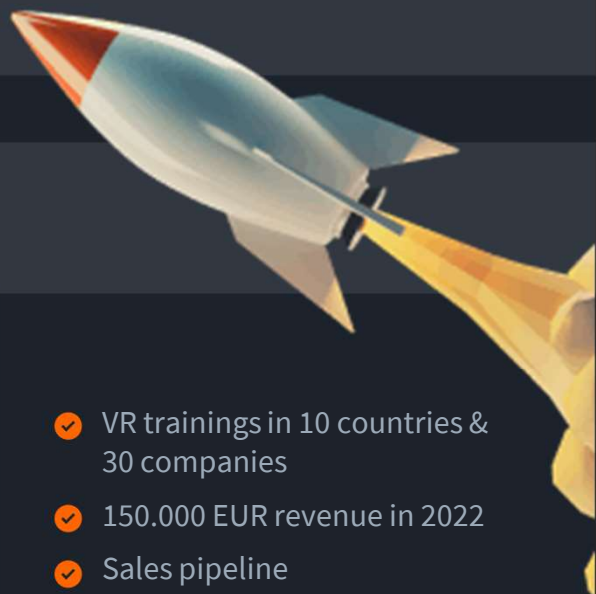 VR trainings in 10 countries &
30 companies
150.000 EUR revenue in 2022
Sales pipeline